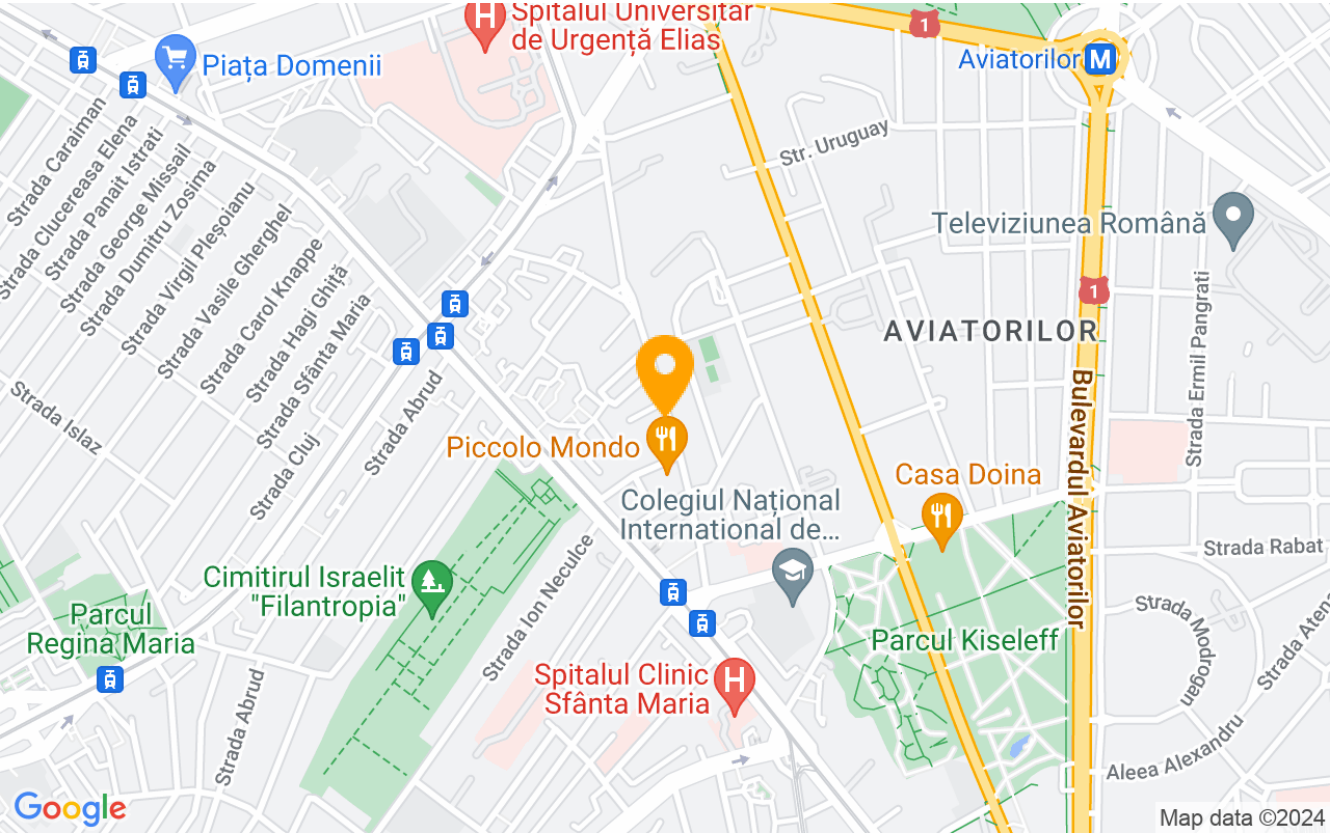 Spitalul Universitar
de Urgență Elias
1
Aviatorilor
M
Piața Domenii
Strada Caraiman
Strada Clucereasa Elena
Strada Panait Istrati
Strada George Missail
Strada Dumitru Zosima
Strada Virgil Pleșoianu
Strada Vasile Gherghel
Strada Carol Knappe
Strada Hagi Ghiță
Strada Sfânta Maria
Str. Uruguay
Televiziunea Română
1
AVIATORILOR
Strada Ermil Pangrati
Strada Islaz
Strada Cluj
Strada Abrud
Bulevardul Aviatorilor
Piccolo Mondo
Casa Doina
Colegiul Național
International de...
Strada Rabat
Cimitirul Israelit
"Filantropia"
Strada Ion Neculce
Parcul
Regina Maria
Parcul Kiseleff
Strada Modrogan
Strada Atena
Spitalul Clinic
Sfânta Maria
H
H
Strada Abrud
Aleea Alexandru
Google
Map data ©2024